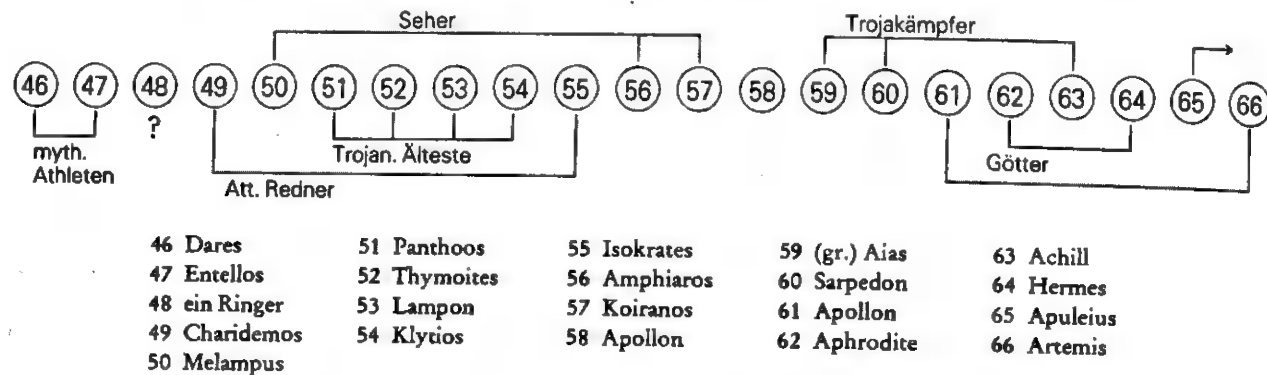 Seher Trojakämpfer
46 47 48 49 50 51 52 53 54 55 56 57 58 59 60 61 62 63 64 65 66
?
myth. Athleten
Trojan. Älteste
Att. Redner
Götter
46 Dares
47 Entellos
48 ein Ringer
49 Charidemos
50 Melampus
51 Panthoos
52 Thymoites
53 Lampon
54 Klytios
55 Isokrates
56 Amphiaros
57 Koiranos
58 Apollon
59 (gr.) Aias
60 Sarpedon
61 Apollon
62 Aphrodite
63 Achill
64 Hermes
65 Apuleius
66 Artemis